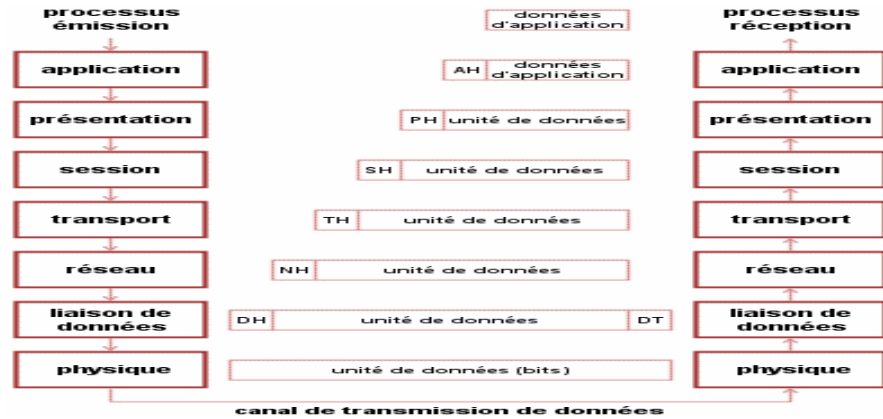 processus
émission
données
d'application
processus
réception
application
AH
données
d'application
application
présentation
PH
unité de données
présentation
session
SH
unité de données
session
transport
TH
unité de données
transport
réseau
NH
unité de données
réseau
liaison de
données
DH
unité de données
DT
liaison de
données
physique
unité de données (bits)
physique
canal de transmission de données